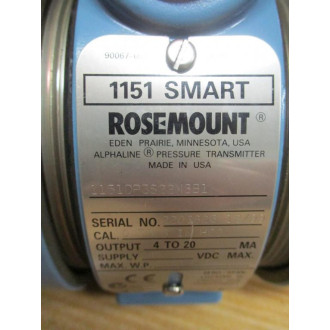 1151 SMART
ROSEMOUNT ®
EDEN PRAIRIE, MINNESOTA, USA
ALPHALINE ® PRESSURE TRANSMITTER
MADE IN USA
SERIAL NO.
CAL.
OUTPUT 4 TO 20 MA
SUPPLY VDC MAX.
MAX. W.P.